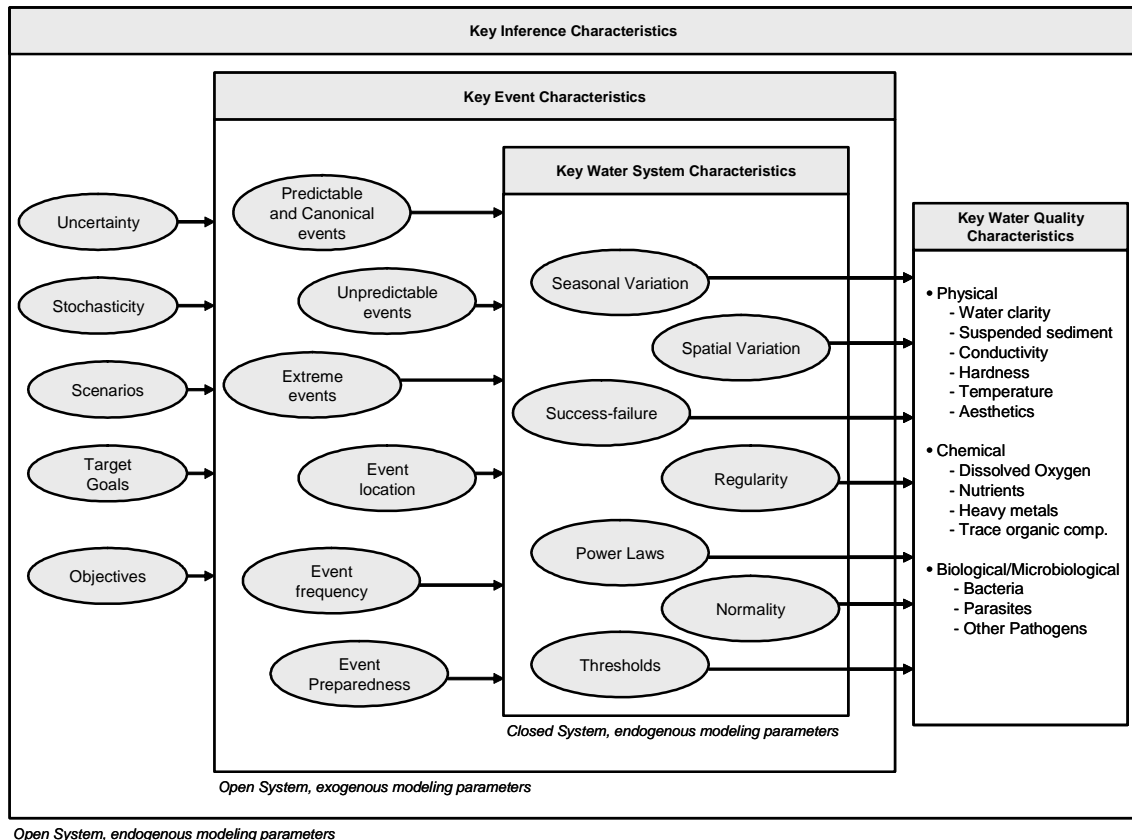 Key Inference Characteristics
Key Event Characteristics
Key Water System Characteristics
Key Water Quality
Characteristics
Uncertainty
Stochasticity
Scenarios
Target
Goals
Objectives
Predictable
and Canonical
events
Unpredictable
events
Extreme
events
Event
location
Event
frequency
Event
Preparedness
Seasonal Variation
Spatial Variation
Success-failure
Regularity
Power Laws
Normality
Thresholds
• Physical
- Water clarity
- Suspended sediment
- Conductivity
- Hardness
- Temperature
- Aesthetics
• Chemical
- Dissolved Oxygen
- Nutrients
- Heavy metals
- Trace organic comp.
• Biological/Microbiological
- Bacteria
- Parasites
- Other Pathogens
Closed System, endogenous modeling parameters
Open System, exogenous modeling parameters
Open System, endogenous modeling parameters